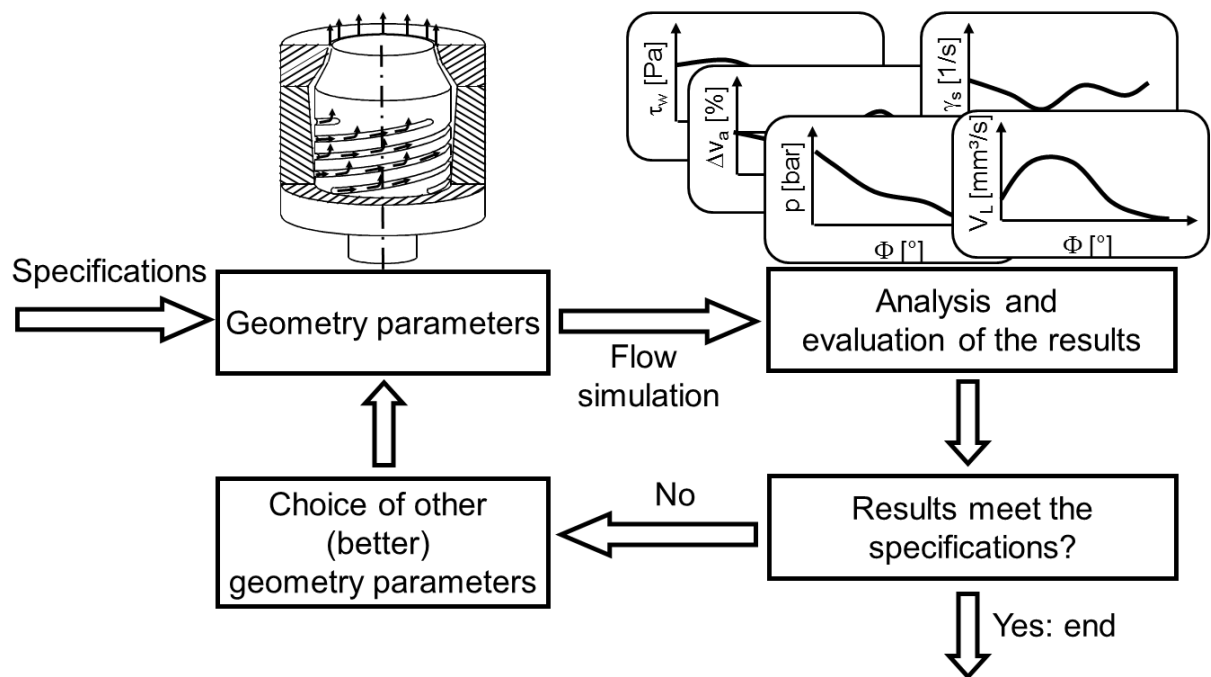 τw [Pa]
γs [1/s]
Δva [%]
p [bar]
VL [mm³/s]
Φ [°]
Φ [°]
Specifications
Geometry parameters
Flow
simulation
Analysis and
evaluation of the results
Choice of other
(better)
geometry parameters
No
Results meet the
specifications?
Yes: end